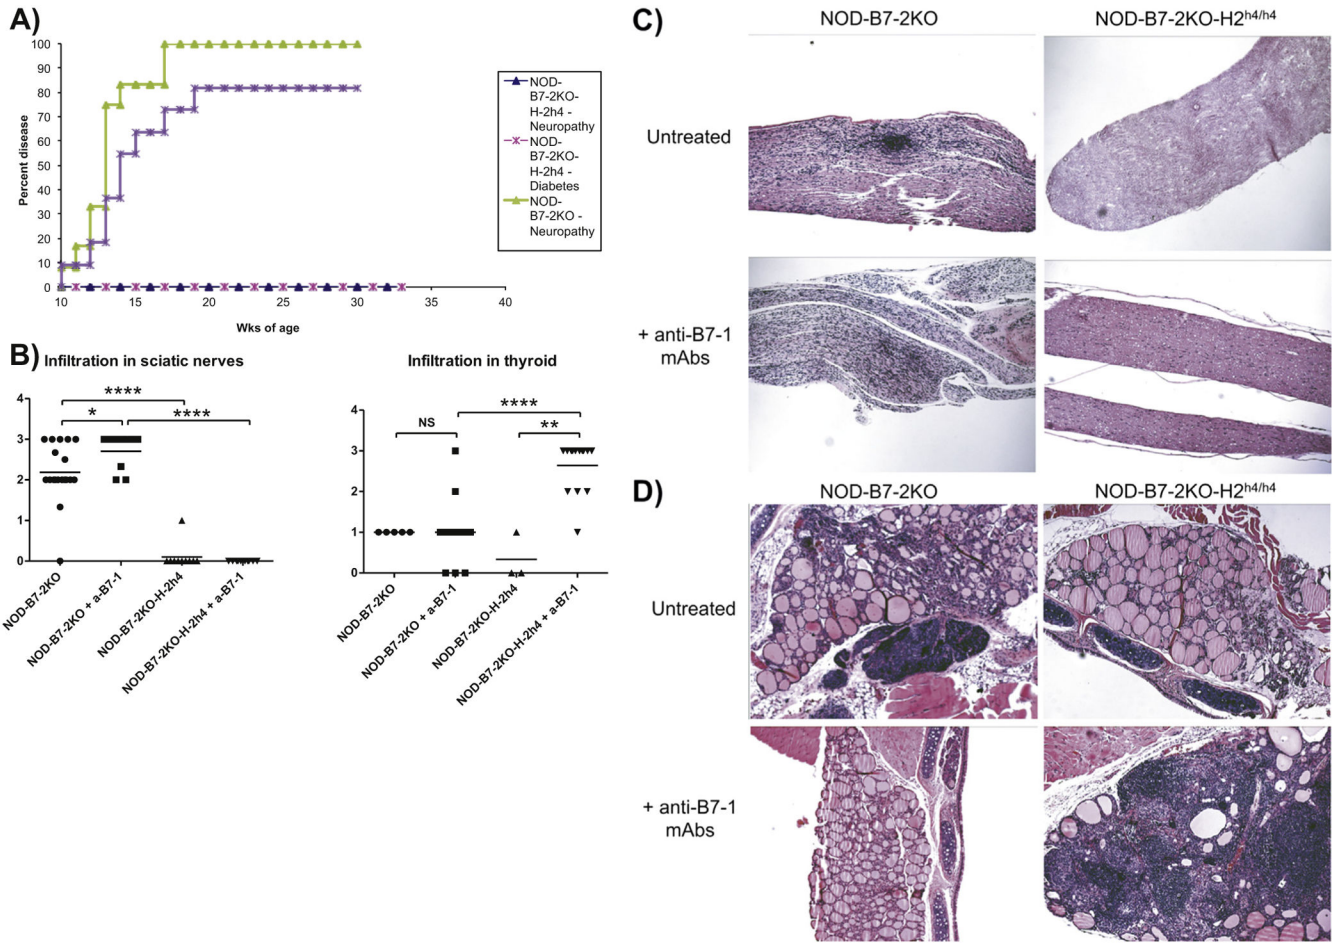 A)
100
90
80
70
60
50
40
30
20
10
0
Percent disease
10 15 20 25 30 35 40
Wks of age
NOD-
B7-2KO-
H-2h4 -
Neuropathy
NOD-
B7-2KO-
H-2h4 -
Diabetes
NOD-
B7-2KO -
Neuropathy
B)
Infiltration in sciatic nerves
****
* ****
4
3
2
1
0
NOD-B7-2KO
NOD-B7-2KO + a-B7-1
NOD-B7-2KO-H-2h4
NOD-B7-2KO-H-2h4 + a-B7-1
Infiltration in thyroid
****
NS **
4
3
2
1
0
NOD-B7-2KO
NOD-B7-2KO + a-B7-1
NOD-B7-2KO-H-2h4
NOD-B7-2KO-H-2h4 + a-B7-1
C)
NOD-B7-2KO NOD-B7-2KO-H2h4/h4
Untreated
+ anti-B7-1
mAbs
D)
NOD-B7-2KO NOD-B7-2KO-H2h4/h4
Untreated
+ anti-B7-1
mAbs